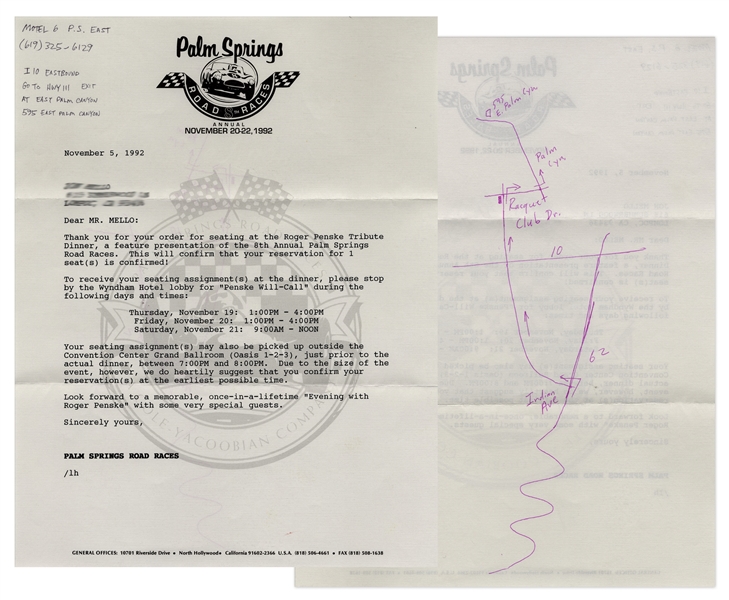 MOTEL 6 P.S. EAST
(619) 325-6129
I 10 EASTBOUND
GO TO HWY 111 EXIT
AT EAST PALM CANYON
595 EAST PALM CANYON
Palm Springs
ROAD RACES
ANNUAL
NOVEMBER 20-22, 1992
November 5, 1992
Dear MR. MELLO:
Thank you for your order for seating at the Roger Penske Tribute
Dinner, a feature presentation of the 8th Annual Palm Springs
Road Races. This will confirm that your reservation for 1
seat(s) is confirmed!
To receive your seating assignment(s) at the dinner, please stop
by the Wyndham Hotel lobby for "Penske Will-Call" during the
following days and times:
Thursday, November 19: 1:00PM - 4:00PM
Friday, November 20: 1:00PM - 4:00PM
Saturday, November 21: 9:00AM - NOON
Your seating assignment(s) may also be picked up outside the
Convention Center Grand Ballroom (Oasis 1-2-3), just prior to the
actual dinner, between 7:00PM and 8:00PM. Due to the size of the
event, however, we do heartily suggest that you confirm your
reservation(s) at the earliest possible time.
Look forward to a memorable, once-in-a-lifetime "Evening with
Roger Penske" with some very special guests.
Sincerely yours,
PALM SPRINGS ROAD RACES
/lh
YACOOBIAN COMPA
GENERAL OFFICES: 10701 Riverside Drive • North Hollywood • California 91602-2366 U.S.A. (818) 506-4661 • FAX (818) 508-1638
595
E. Palm Cyn
Palm
Cyn
Racquet
Club Dr.
10
62
Indian
Ave